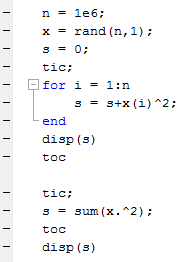 n = 1e6;
x = rand(n,1);
s = 0;
tic;
for i = 1:n
    s = s+x(i)^2;
end
disp(s)
toc

tic;
s = sum(x.^2);
toc
disp(s)